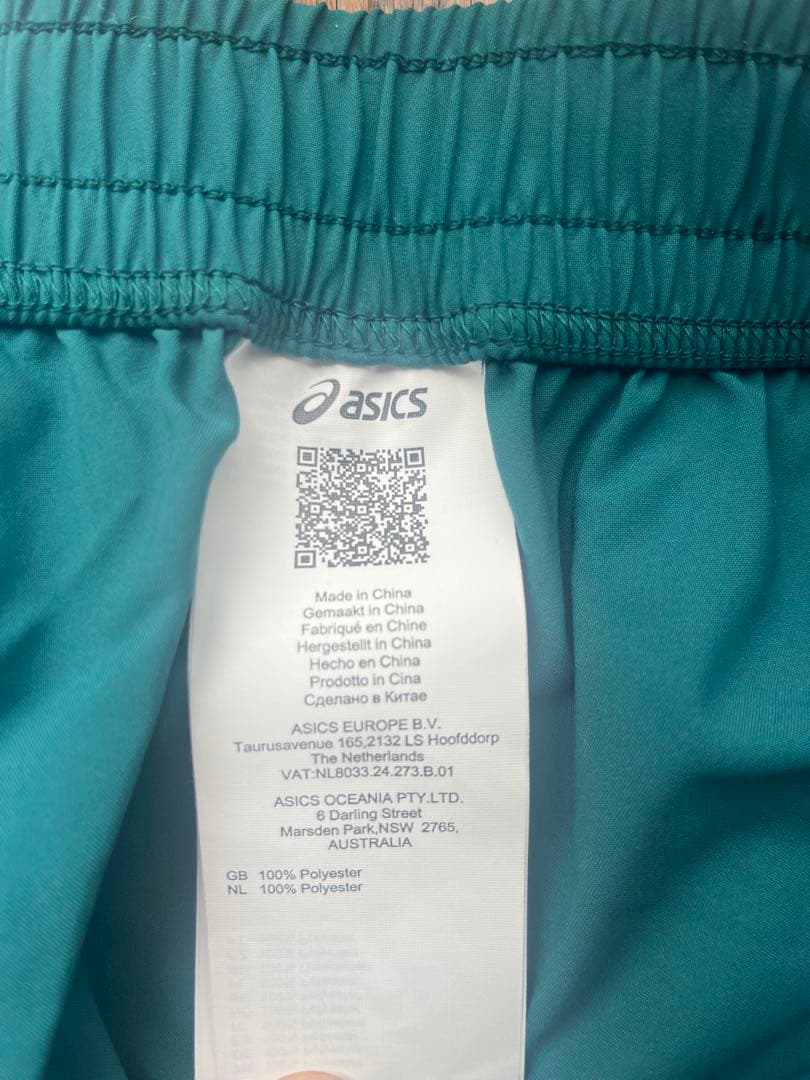 asics
Made in China
Gemaakt in China
Fabriqué en Chine
Hergestellt in China
Hecho en China
Prodotto in Cina
Сделано в Китае
ASICS EUROPE B.V.
Taurusavenue 165,2132 LS Hoofddorp
The Netherlands
VAT:NL8033.24.273.B.01
ASICS OCEANIA PTY.LTD.
6 Darling Street
Marsden Park,NSW 2765,
AUSTRALIA
GB 100% Polyester
NL 100% Polyester